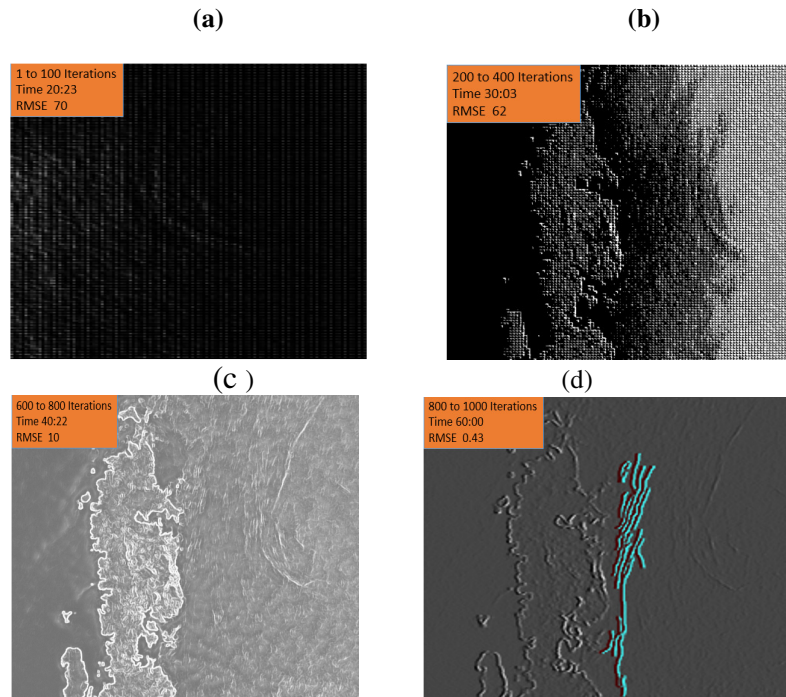 (a)
(b)
1 to 100 Iterations
Time 20:23
RMSE 70
200 to 400 Iterations
Time 30:03
RMSE 62
(c )
(d)
600 to 800 Iterations
Time 40:22
RMSE 10
800 to 1000 Iterations
Time 60:00
RMSE 0.43